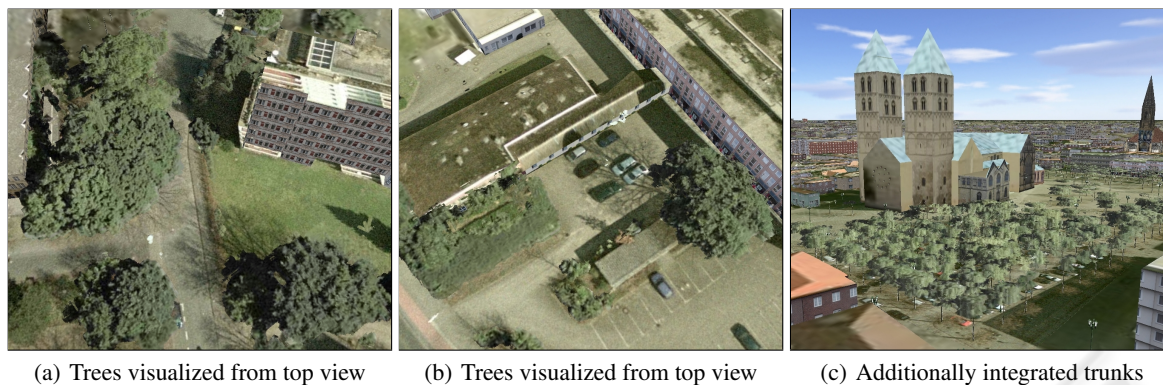 (a) Trees visualized from top view
(b) Trees visualized from top view
(c) Additionally integrated trunks